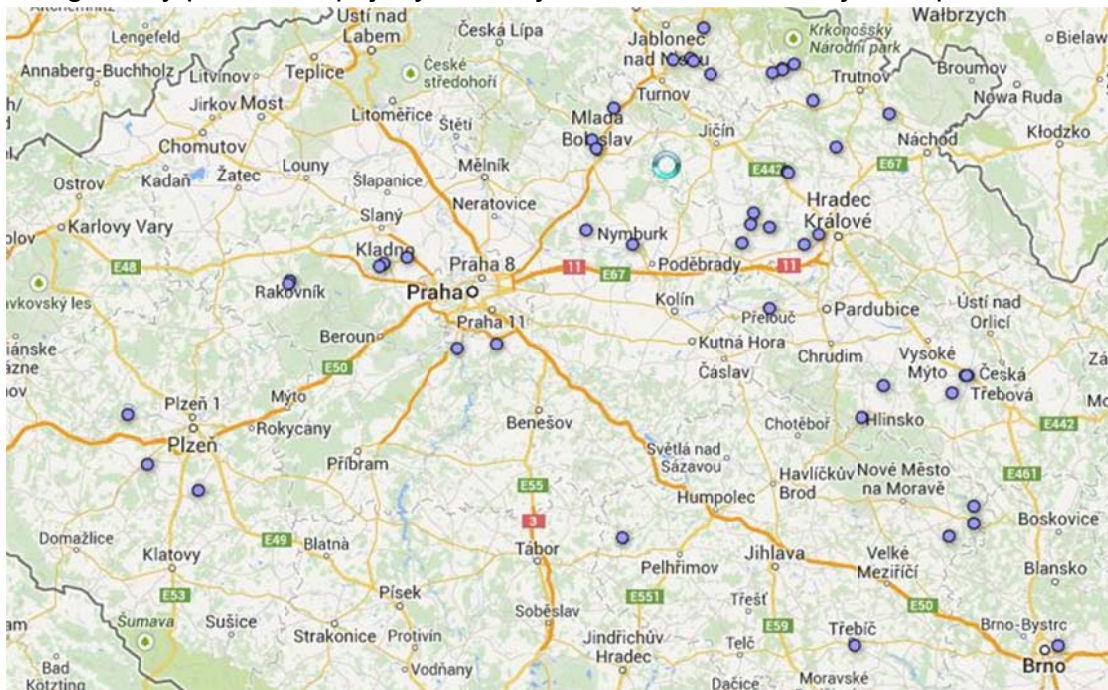 Lengefeld
Ústí nad
Labem
Česká Lípa
Jablonec
nad Nisou
Krkonošský
Národní park
Wałbrzych
Annaberg-Buchholz
Litvínov
Teplice
České
středohoří
Trutnov
Broumov
Jirkov
Most
Litoměřice
Turnov
Nowa Ruda
Chomutov
Štětí
Mladá
Boleslav
Jičín
Náchod
Kłodzko
Ostrov
Kadaň
Žatec
Louny
Šlapanice
Mělník
E442
E67
Karlovy Vary
Slaný
Neratovice
Hradec
Králové
E48
Kladno
Praha 8
Nymburk
Poděbrady
11
E67
11
Rakovník
Praha
Kolín
Pardubice
Ústí nad
Orlicí
Praha 11
Přelouč
Beroun
Kutná Hora
Chrudim
Vysoké
Mýto
E50
Čáslav
Česká
Třebová
Mýto
Plzeň 1
Plzeň
Rokycany
Benešov
Chotěboř
Hlinsko
E442
Příbram
Světlá nad
Sázavou
Havlíčkův
Brod
Nové Město
na Moravě
E461
E55
Humpolec
3
Boskovice
Domažlice
Klatovy
E49
Blatná
Tábor
Jihlava
Velké
Meziříčí
Blansko
Pelhřimov
E53
Písek
E551
Třešť
E50
Šumava
Sušice
Strakonice
Protivín
Soběslav
E59
Třebíč
Brno-Bystrc
Bad
Kötzting
Vodňany
Jindřichův
Hradec
Telč
Brno
Dačice
Moravské